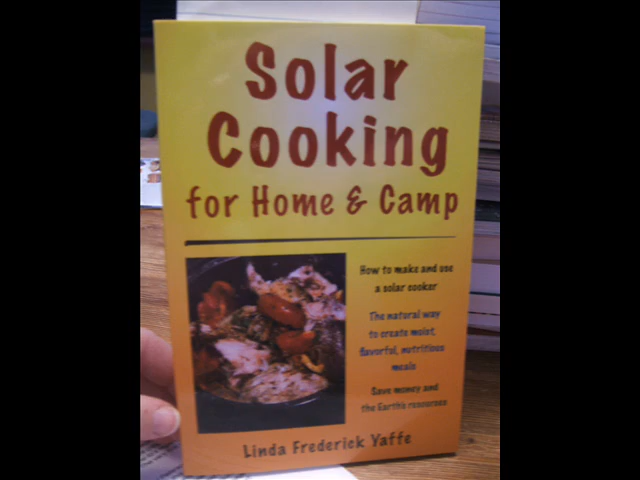 Solar
Cooking
for Home & Camp
How to make and use
a solar cooker
The natural way
to create moist,
flavorful, nutritious
meals
Save money and
the Earth's resources
Linda Frederick Yaffe